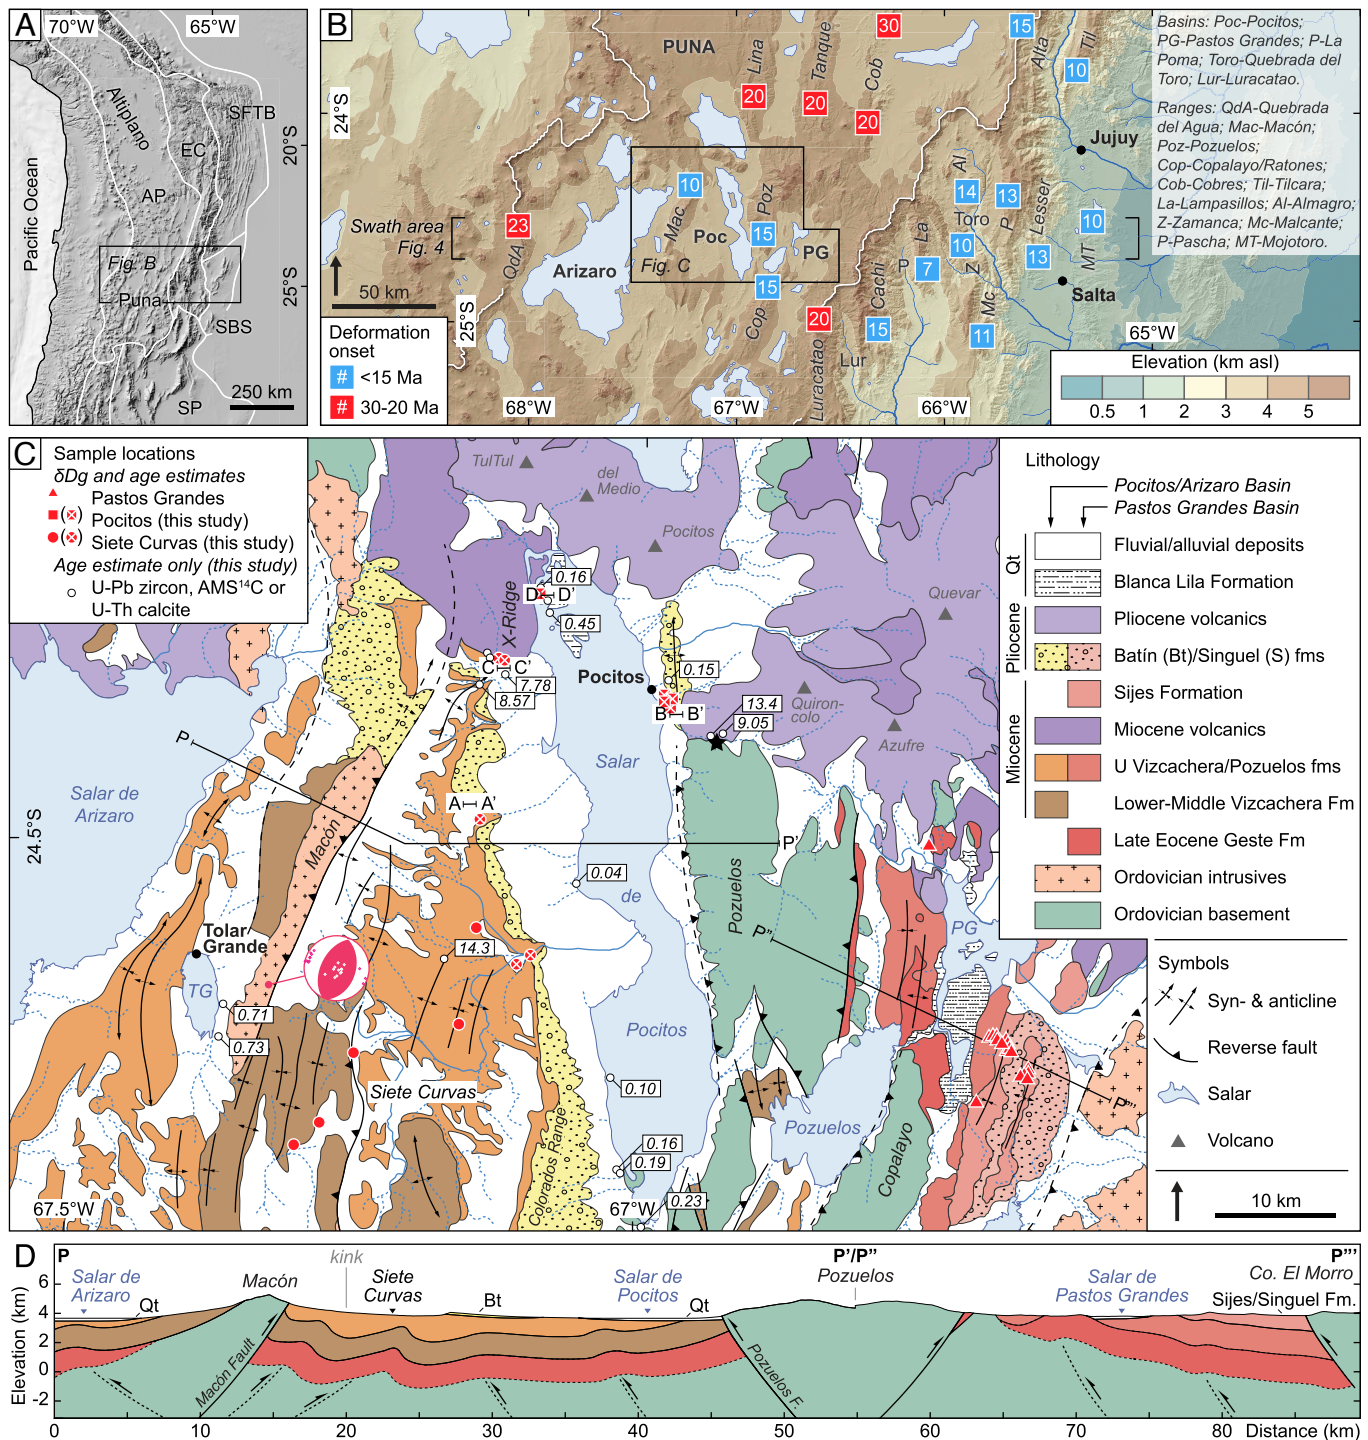 A
70°W
65°W
Altiplano
SFTB
EC
20°S
AP
Pacific Ocean
Fig. B
Puna
25°S
SBS
250 km
SP
B
PUNA
Lina
Tanque
Cob
30
15
Alta
Til
10
24°S
20
20
20
Jujuy
10
Mac
Poz
Al
14
13
Toro
P
Lesser
10
MT
Swath area
Fig. 4
23
QdA
Poc
15
PG
La
10
Z
13
Arizaro
Fig. C
P
7
Salta
50 km
25°S
15
Cop
20
Cachi
15
Mc
11
65°W
Luracatao
Lur
Deformation
onset
# <15 Ma
# 30-20 Ma
68°W
67°W
66°W
Elevation (km asl)
0.5 1 2 3 4 5
Basins: Poc-Pocitos;
PG-Pastos Grandes; P-La
Poma; Toro-Quebrada del
Toro; Lur-Luracatao.
Ranges: QdA-Quebrada
del Agua; Mac-Macón;
Poz-Pozuelos;
Cop-Copalayo/Ratones;
Cob-Cobres; Til-Tilcara;
La-Lampasillos; Al-Almagro;
Z-Zamanca; Mc-Malcante;
P-Pascha; MT-Mojotoro.
C
Sample locations
δDg and age estimates
Pastos Grandes
( ) Pocitos (this study)
( ) Siete Curvas (this study)
Age estimate only (this study)
U-Pb zircon, AMS¹⁴C or
U-Th calcite
TulTul
del
Medio
Pocitos
0.16
D D'
0.45
X-Ridge
Quevar
C C'
7.78
8.57
Pocitos
0.15
B B'
Quiron-
colo
13.4
9.05
Azufre
P
Salar de
Arizaro
Salar
24.5°S
Macón
A A'
P'
0.04
de
Pozuelos
Tolar
Grande
14.3
P''
PG
TG
0.71
Pocitos
0.73
0.10
Siete Curvas
Pozuelos
P'''
Copalayo
Colorados Range
0.16
0.19
0.23
67.5°W
67°W
Lithology
Pocitos/Arizaro Basin
Pastos Grandes Basin
Qt
Fluvial/alluvial deposits
Blanca Lila Formation
Pliocene
Pliocene volcanics
Batín (Bt)/Singuel (S) fms
Miocene
Sijes Formation
Miocene volcanics
U Vizcachera/Pozuelos fms
Lower-Middle Vizcachera Fm
Late Eocene Geste Fm
Ordovician intrusives
Ordovician basement
Symbols
Syn- & anticline
Reverse fault
Salar
Volcano
10 km
D
P
kink
P'/P''
P'''
Salar de
Arizaro
Qt
Macón
Siete
Curvas
Bt
Salar de
Pocitos
Qt
Pozuelos
Salar de
Pastos Grandes
Co. El Morro
Sijes/Singuel Fm.
Elevation (km)
6
4
2
0
-2
Macón Fault
Pozuelos F.
0 10 20 30 40 50 60 70 80 Distance (km)